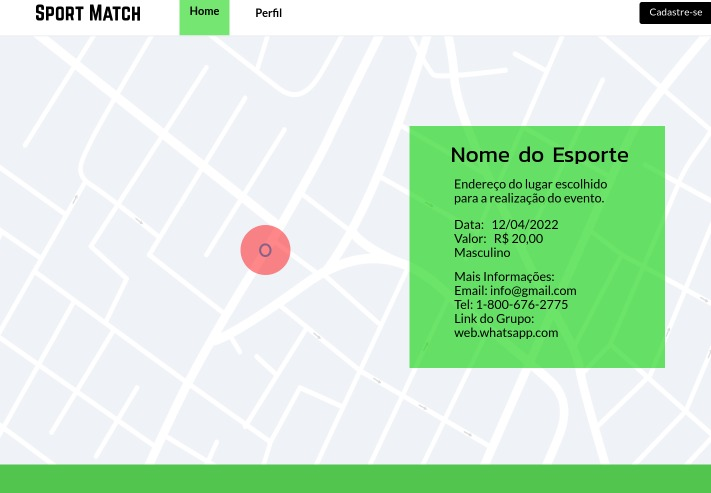 SPORT MATCH
Home
Perfil
Cadastre-se
Nome do Esporte
Endereço do lugar escolhido
para a realização do evento.
Data: 12/04/2022
Valor: R$ 20,00
Masculino
Mais Informações:
Email: info@gmail.com
Tel: 1-800-676-2775
Link do Grupo:
web.whatsapp.com